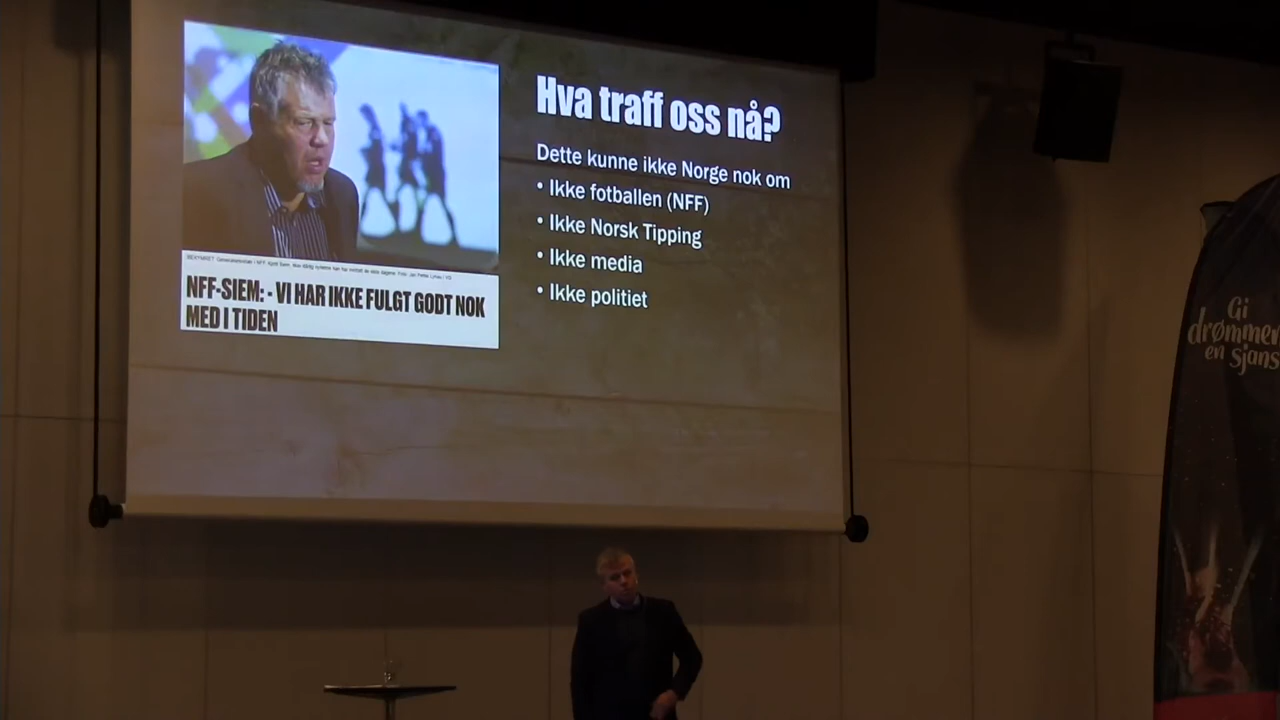 Hva traff oss nå?
Dette kunne ikke Norge nok om
• Ikke fotballen (NFF)
• Ikke Norsk Tipping
• Ikke media
• Ikke politiet
NFF-SIEM: - VI HAR IKKE FULGT GODT NOK
MED I TIDEN
Gi
drømmen
en sjans